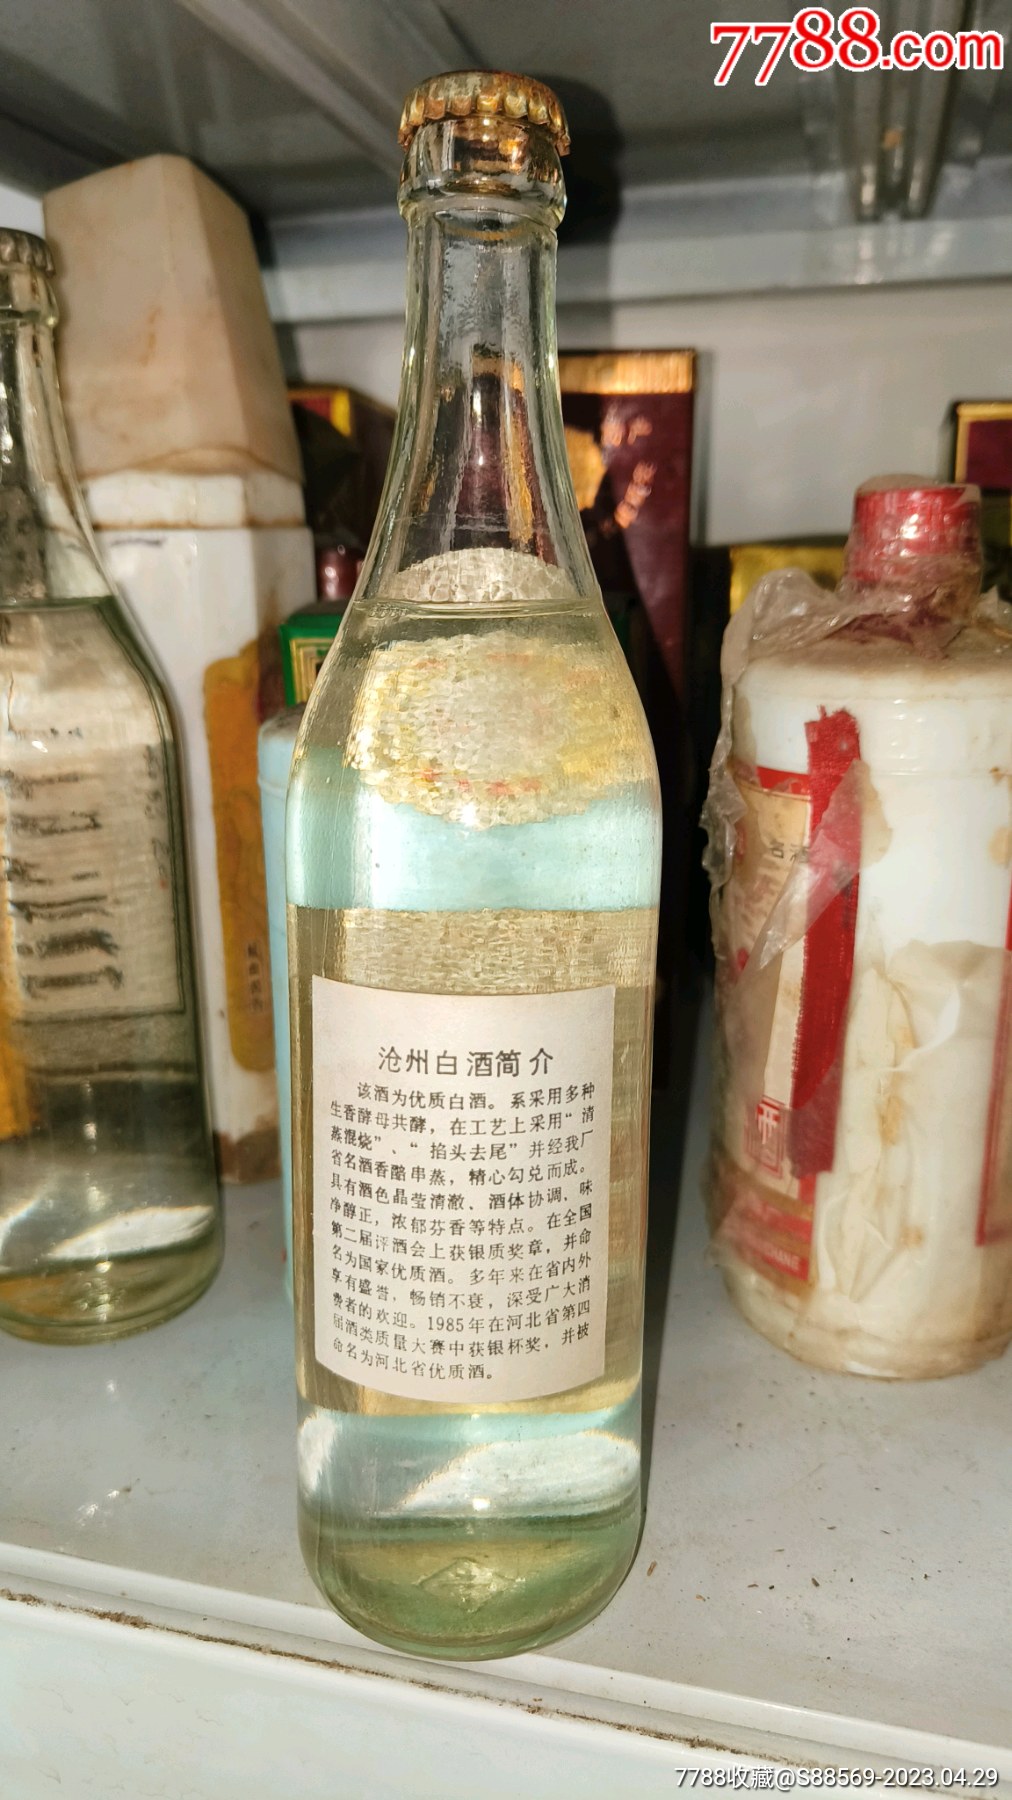 7788.com
名酒
沧州白酒简介
该酒为优质白酒。系采用多种
生香酵母共酵，在工艺上采用“清
蒸混烧”、“掐头去尾”并经我厂
省名酒香醅串蒸，精心勾兑而成。
具有酒色晶莹清澈、酒体协调、味
净醇正，浓郁芬香等特点。在全国
第二届评酒会上获银质奖章，并命
名为国家优质酒。多年来在省内外
享有盛誉，畅销不衰，深受广大消
费者的欢迎。1985年在河北省第四
届酒类质量大赛中获银杯奖，并被
命名为河北省优质酒。
7788收藏@S88569-2023.04.29